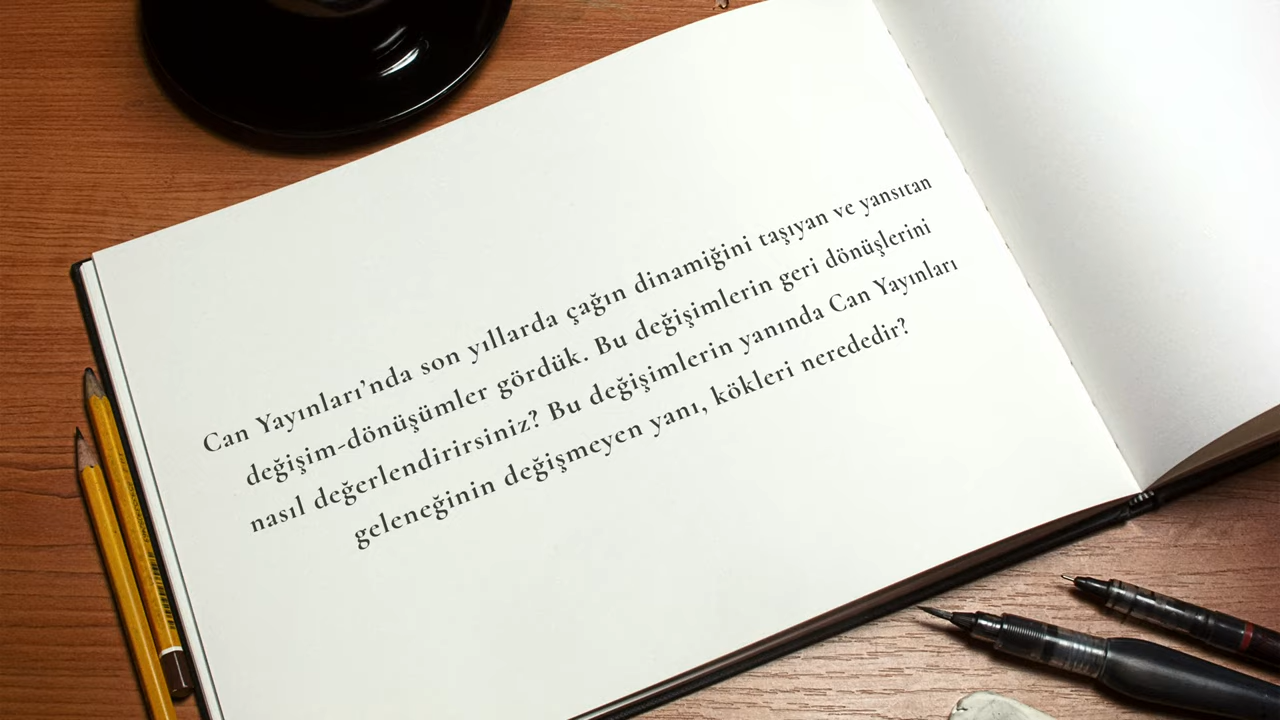 Can Yayınları’nda son yıllarda çağın dinamiğini taşıyan ve yansıtan
değişim-dönüşümler gördük. Bu değişimlerin geri dönüşlerini
nasıl değerlendirirsiniz? Bu değişimlerin yanında Can Yayınları
geleneğinin değişmeyen yanı, kökleri nerededir?